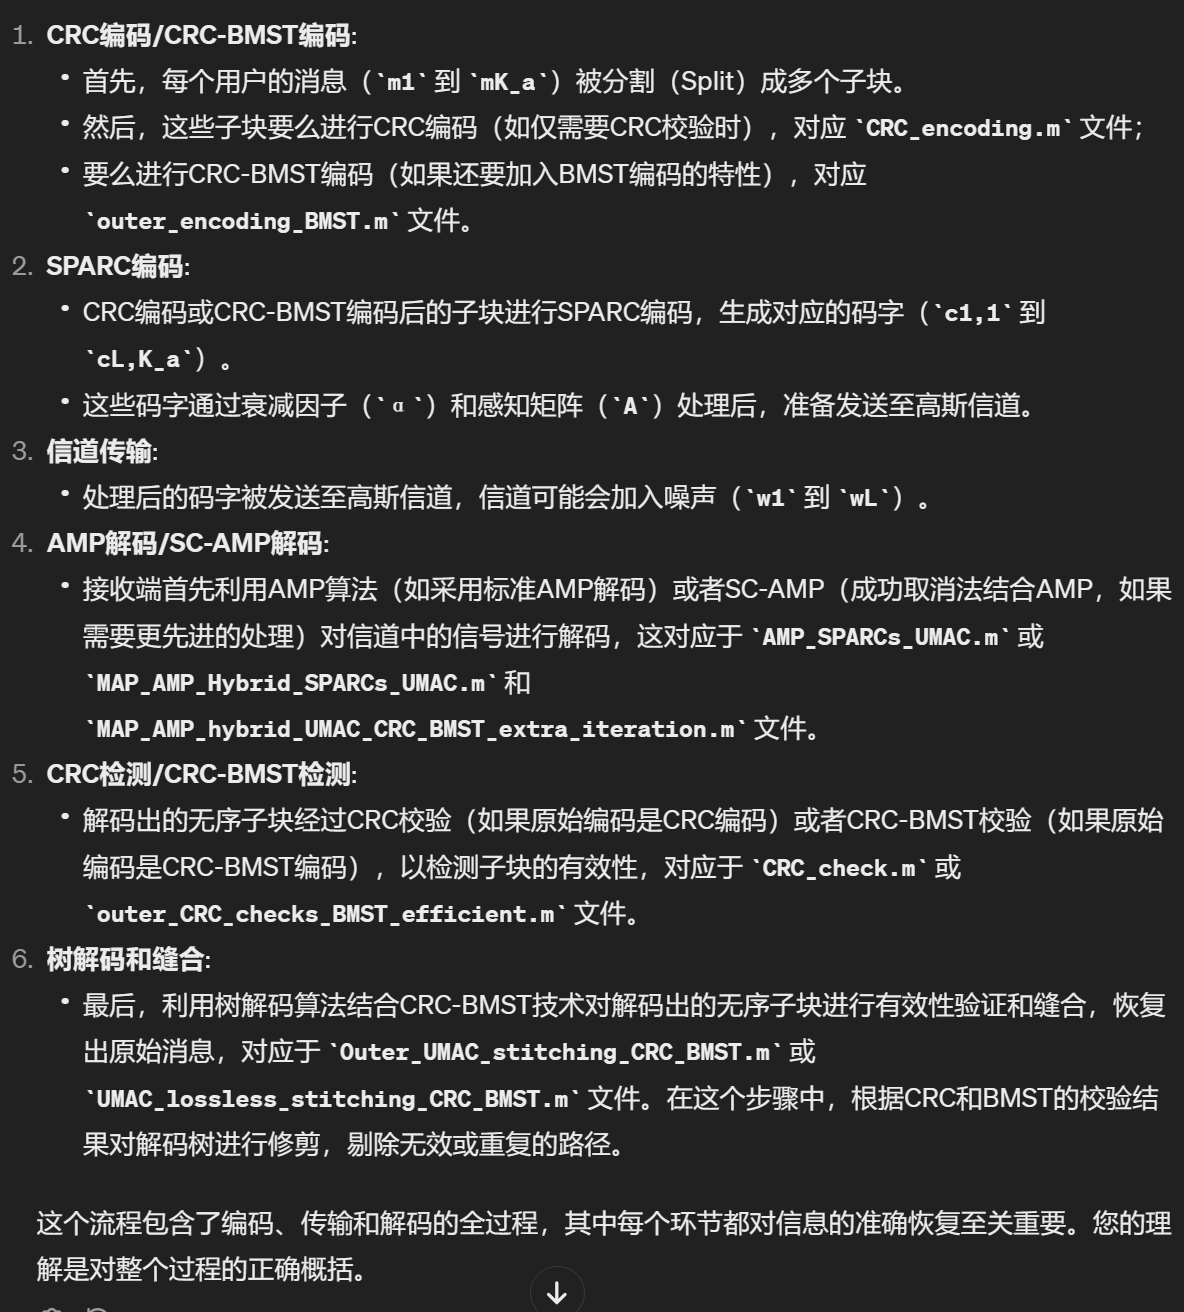 1. CRC编码/CRC-BMST编码:
• 首先，每个用户的消息（`m1` 到 `mK_a`）被分割（Split）成多个子块。
• 然后，这些子块要么进行CRC编码（如仅需要CRC校验时），对应 `CRC_encoding.m` 文件；
• 要么进行CRC-BMST编码（如果还要加入BMST编码的特性），对应
`outer_encoding_BMST.m` 文件。
2. SPARC编码:
• CRC编码或CRC-BMST编码后的子块进行SPARC编码，生成对应的码字（`c1,1` 到
`cL,K_a`）。
• 这些码字通过衰减因子（`α`）和感知矩阵（`A`）处理后，准备发送至高斯信道。
3. 信道传输:
• 处理后的码字被发送至高斯信道，信道可能会加入噪声（`w1` 到 `wL`）。
4. AMP解码/SC-AMP解码:
• 接收端首先利用AMP算法（如采用标准AMP解码）或者SC-AMP（成功取消法结合AMP，如果
需要更先进的处理）对信道中的信号进行解码，这对应于 `AMP_SPARCs_UMAC.m` 或
`MAP_AMP_Hybrid_SPARCs_UMAC.m` 和
`MAP_AMP_hybrid_UMAC_CRC_BMST_extra_iteration.m` 文件。
5. CRC检测/CRC-BMST检测:
• 解码出的无序子块经过CRC校验（如果原始编码是CRC编码）或者CRC-BMST校验（如果原始
编码是CRC-BMST编码），以检测子块的有效性，对应于 `CRC_check.m` 或
`outer_CRC_checks_BMST_efficient.m` 文件。
6. 树解码和缝合:
• 最后，利用树解码算法结合CRC-BMST技术对解码出的无序子块进行有效性验证和缝合，恢复
出原始消息，对应于 `Outer_UMAC_stitching_CRC_BMST.m` 或
`UMAC_lossless_stitching_CRC_BMST.m` 文件。在这个步骤中，根据CRC和BMST的校验结
果对解码树进行修剪，剔除无效或重复的路径。
这个流程包含了编码、传输和解码的全过程，其中每个环节都对信息的准确恢复至关重要。您的理
解是对整个过程的正确概括。